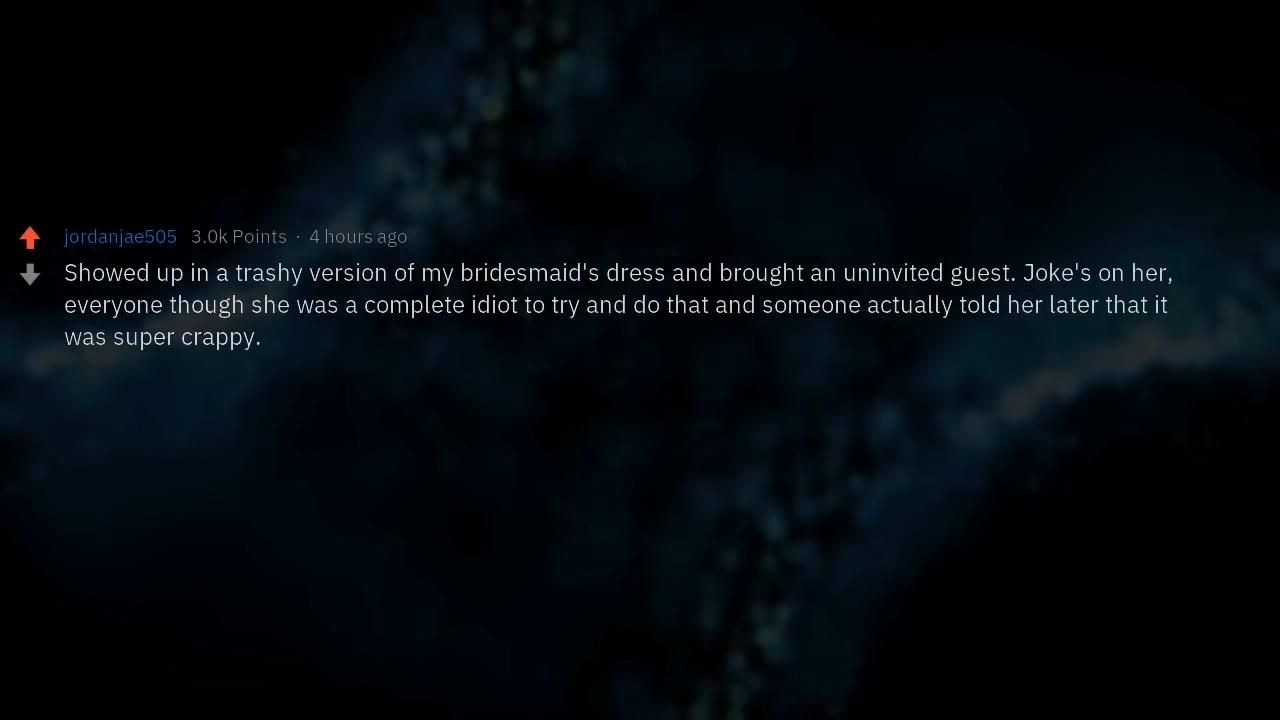 jordanjae505 3.0k Points · 4 hours ago
Showed up in a trashy version of my bridesmaid's dress and brought an uninvited guest. Joke's on her,
everyone though she was a complete idiot to try and do that and someone actually told her later that it
was super crappy.